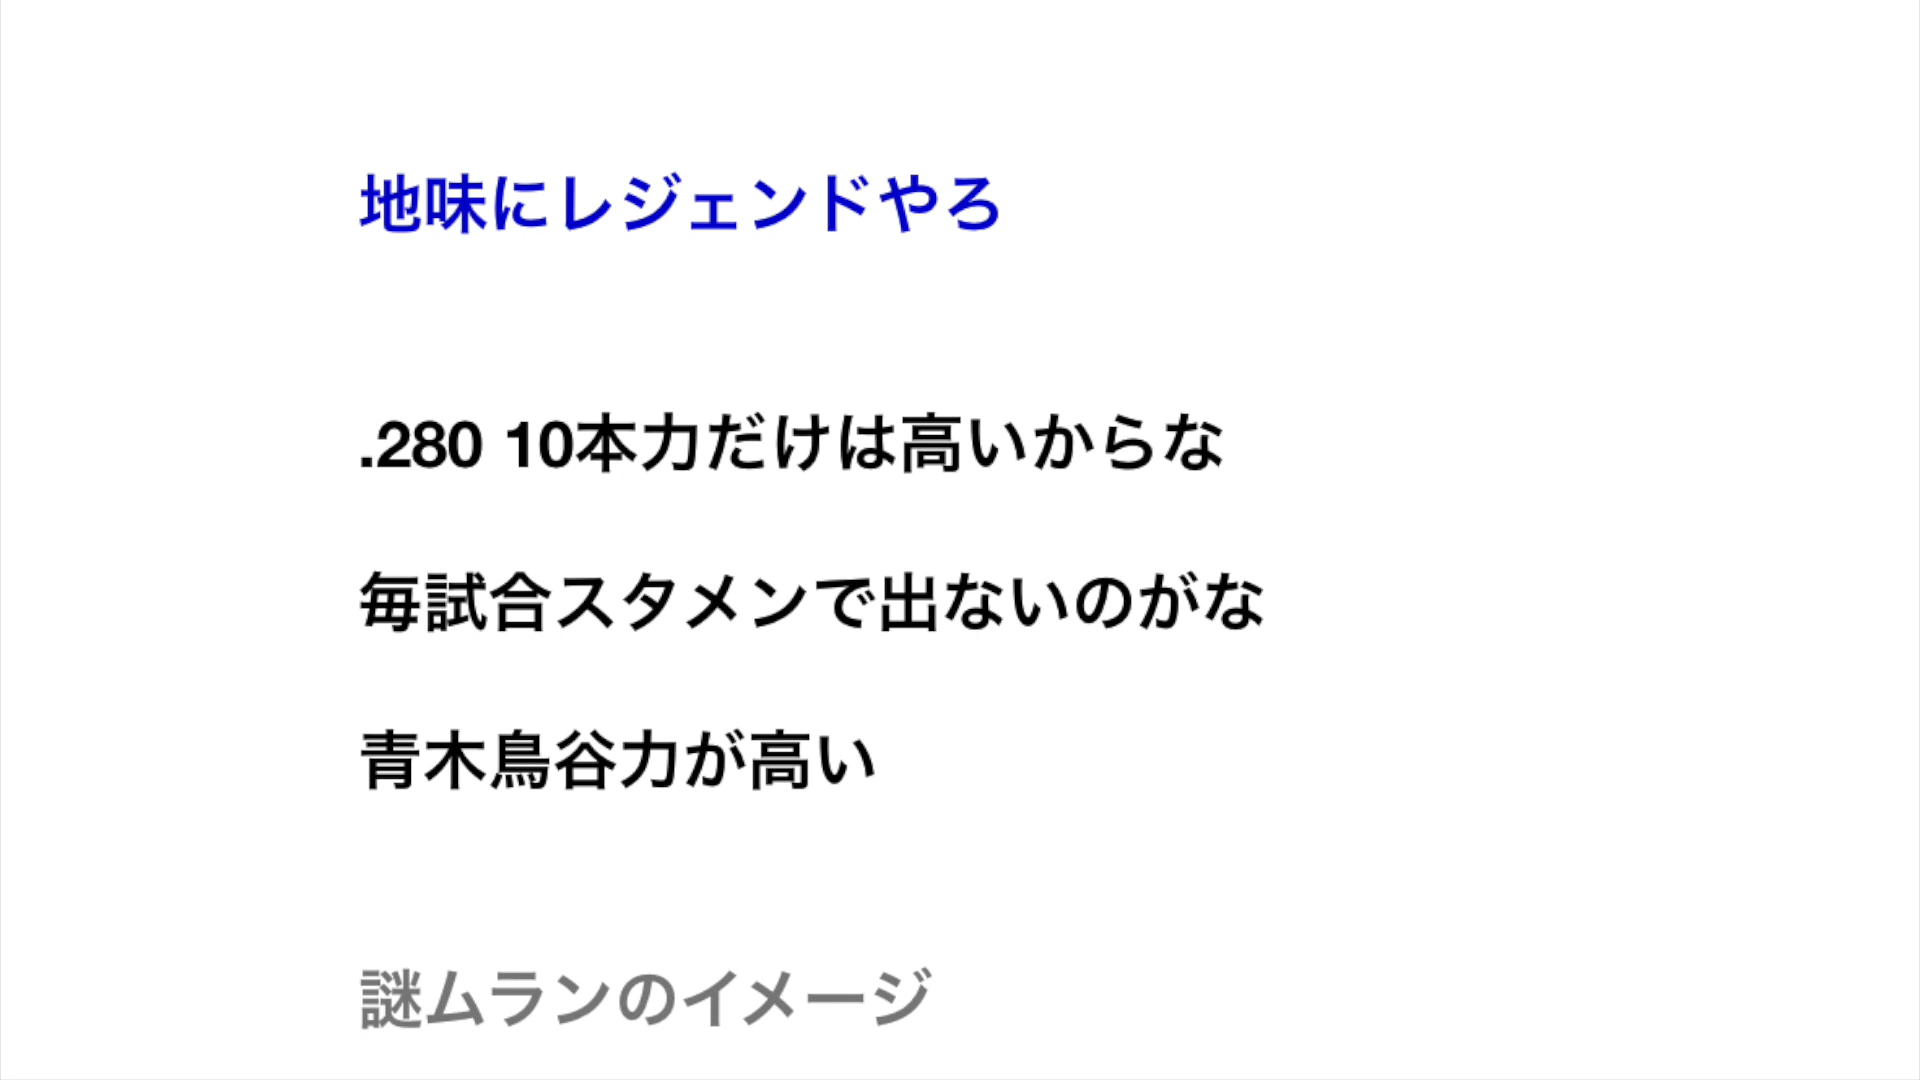 地味にレジェンドやろ
.280 10本力だけは高いからな
毎試合スタメンで出ないのがな
青木鳥谷力が高い
謎ムランのイメージ